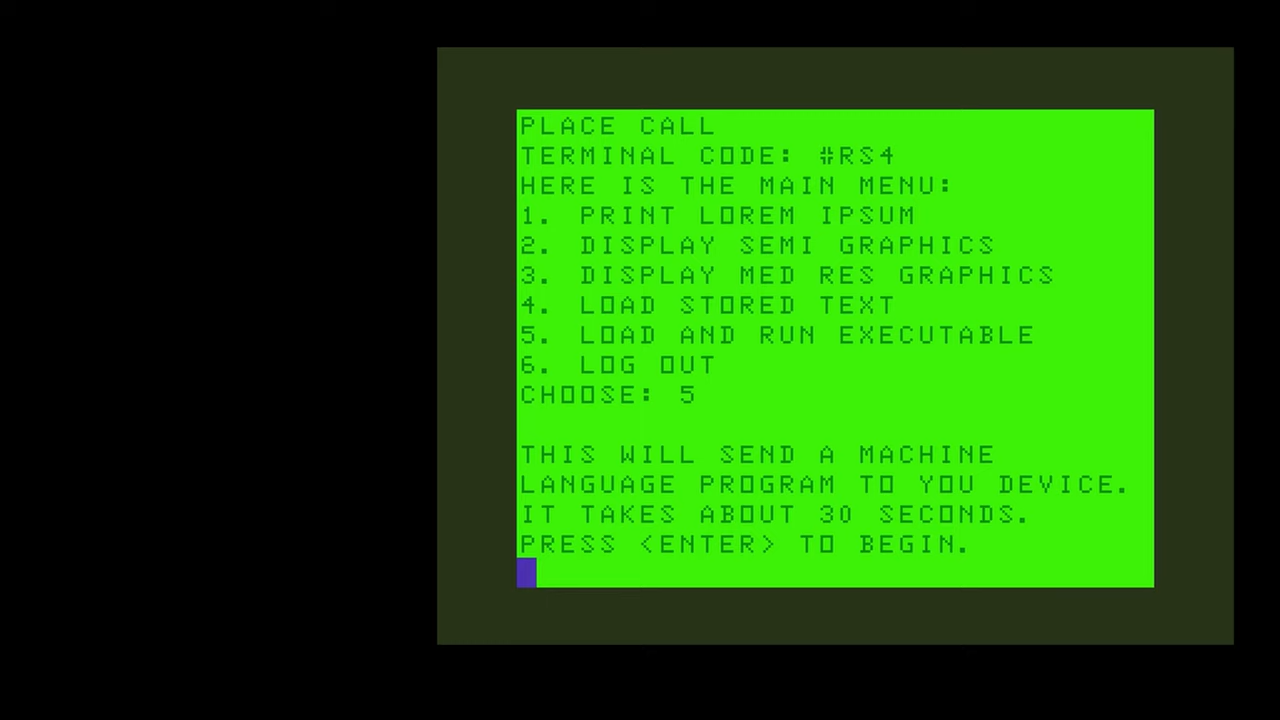 PLACE CALL
TERMINAL CODE: #RS4
HERE IS THE MAIN MENU:
1. PRINT LOREM IPSUM
2. DISPLAY SEMI GRAPHICS
3. DISPLAY MED RES GRAPHICS
4. LOAD STORED TEXT
5. LOAD AND RUN EXECUTABLE
6. LOG OUT
CHOOSE: 5
THIS WILL SEND A MACHINE
LANGUAGE PROGRAM TO YOU DEVICE.
IT TAKES ABOUT 30 SECONDS.
PRESS <ENTER> TO BEGIN.